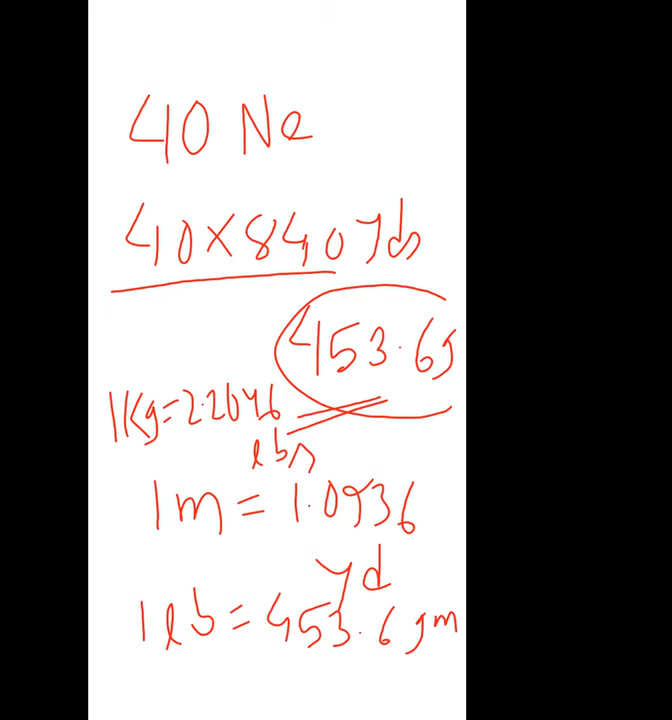 40 Ne
40×840 yds
453.6g
1Kg=2.2046
lbs
1m = 1.0936
yd
1lb = 453.6 gm